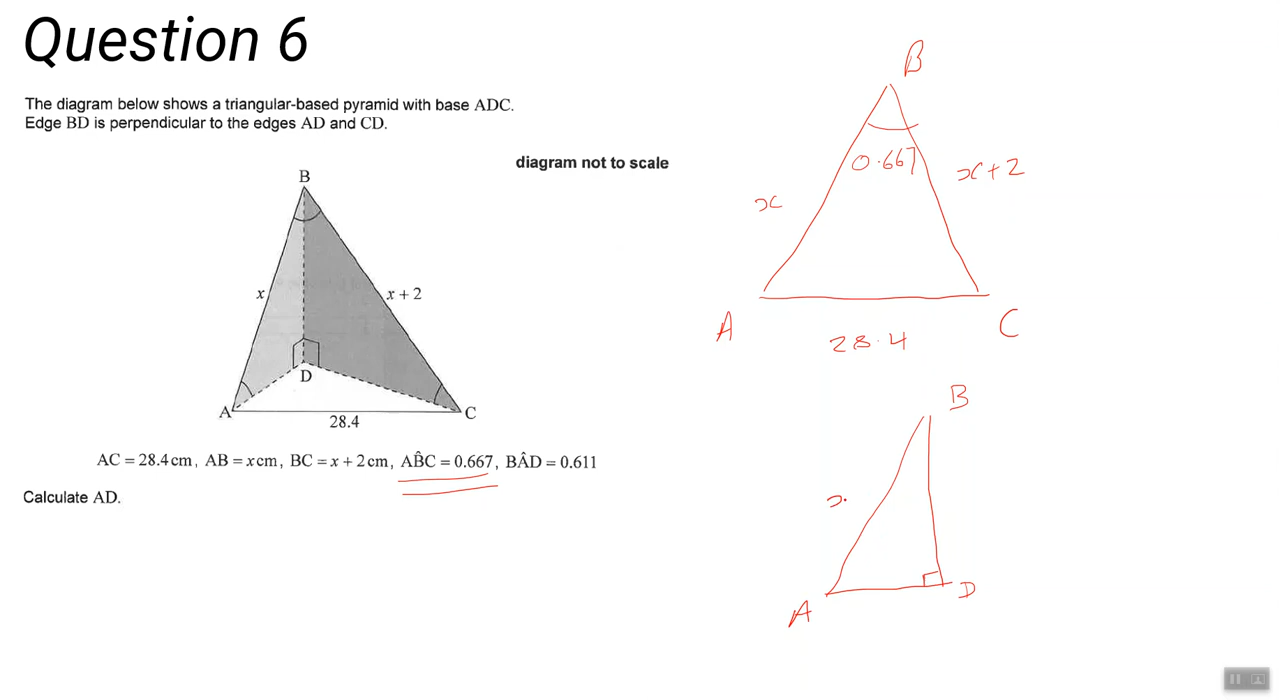 Question 6
The diagram below shows a triangular-based pyramid with base ADC.
Edge BD is perpendicular to the edges AD and CD.
diagram not to scale
B
x
x + 2
D
A
C
28.4
AC = 28.4 cm, AB = x cm, BC = x + 2 cm, AB̂C = 0.667, BÂD = 0.611
Calculate AD.
B
0.667
x
x+2
A
C
28.4
B
x
A
D